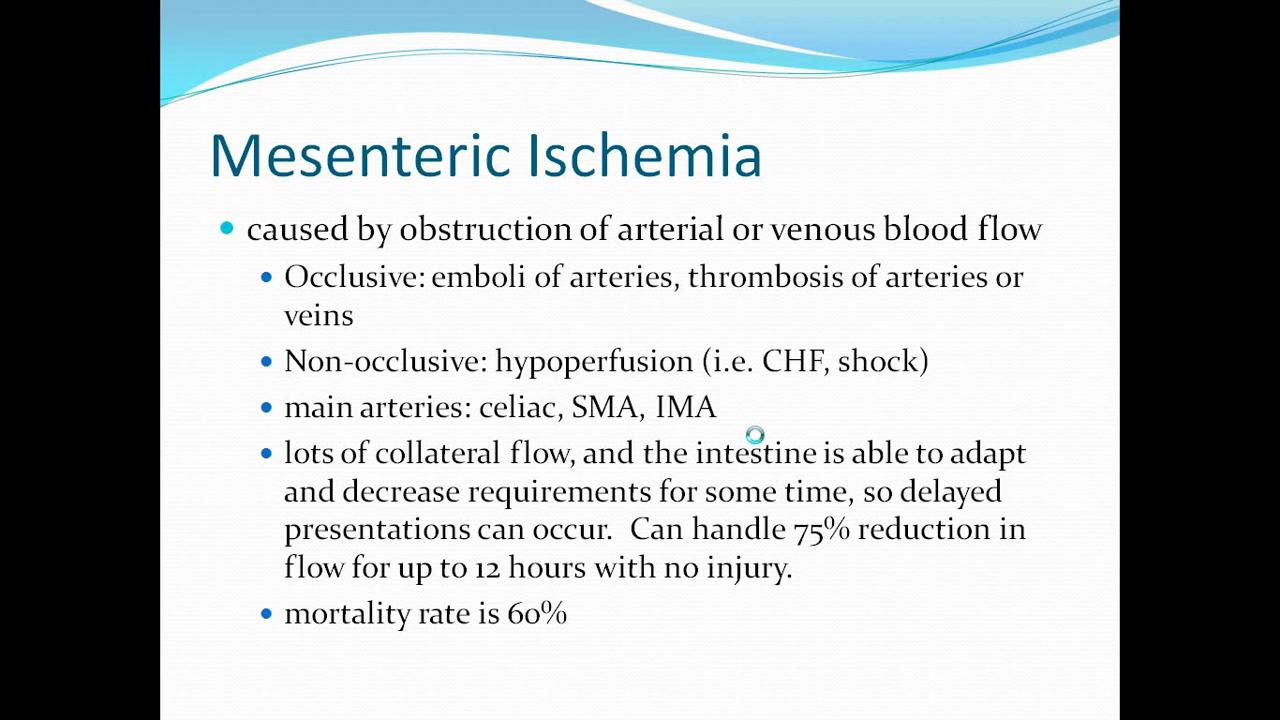 Mesenteric Ischemia
caused by obstruction of arterial or venous blood flow
Occlusive: emboli of arteries, thrombosis of arteries or
veins
Non-occlusive: hypoperfusion (i.e. CHF, shock)
main arteries: celiac, SMA, IMA
lots of collateral flow, and the intestine is able to adapt
and decrease requirements for some time, so delayed
presentations can occur.  Can handle 75% reduction in
flow for up to 12 hours with no injury.
mortality rate is 60%